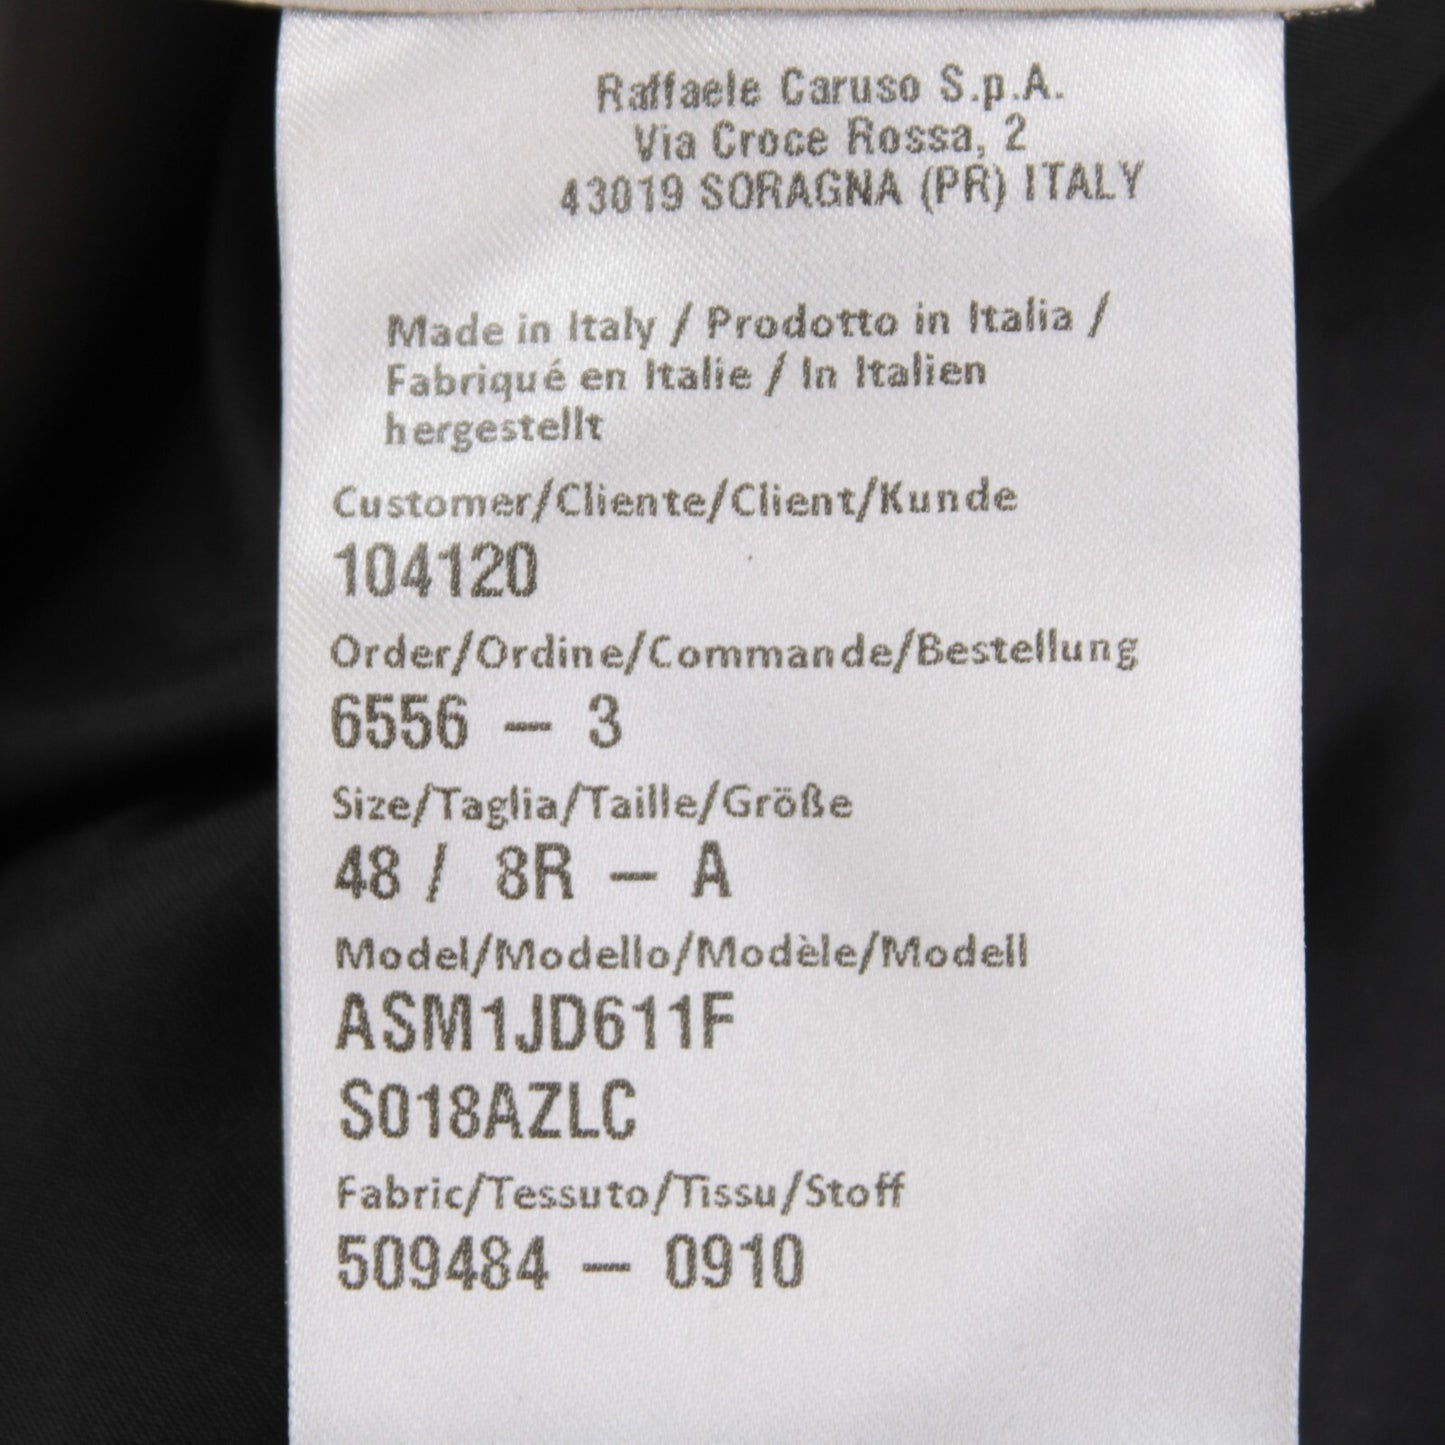 Raffaele Caruso S.p.A.
Via Croce Rossa, 2
43019 SORAGNA (PR) ITALY
Made in Italy / Prodotto in Italia /
Fabriqué en Italie / In Italien
hergestellt
Customer/Cliente/Client/Kunde
104120
Order/Ordine/Commande/Bestellung
6556 – 3
Size/Taglia/Taille/Größe
48 / 8R – A
Model/Modello/Modèle/Modell
ASM1JD611F
S018AZLC
Fabric/Tessuto/Tissu/Stoff
509484 – 0910